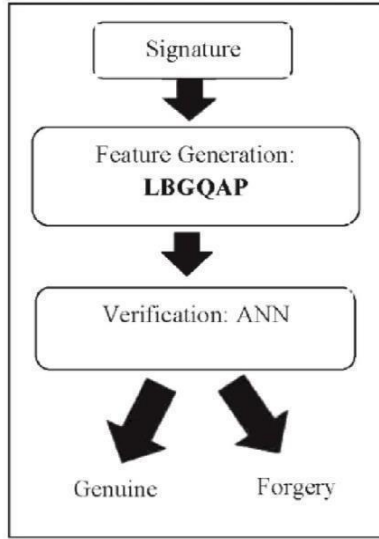 Signature
Feature Generation:
LBGQAP
Verification: ANN
Genuine
Forgery